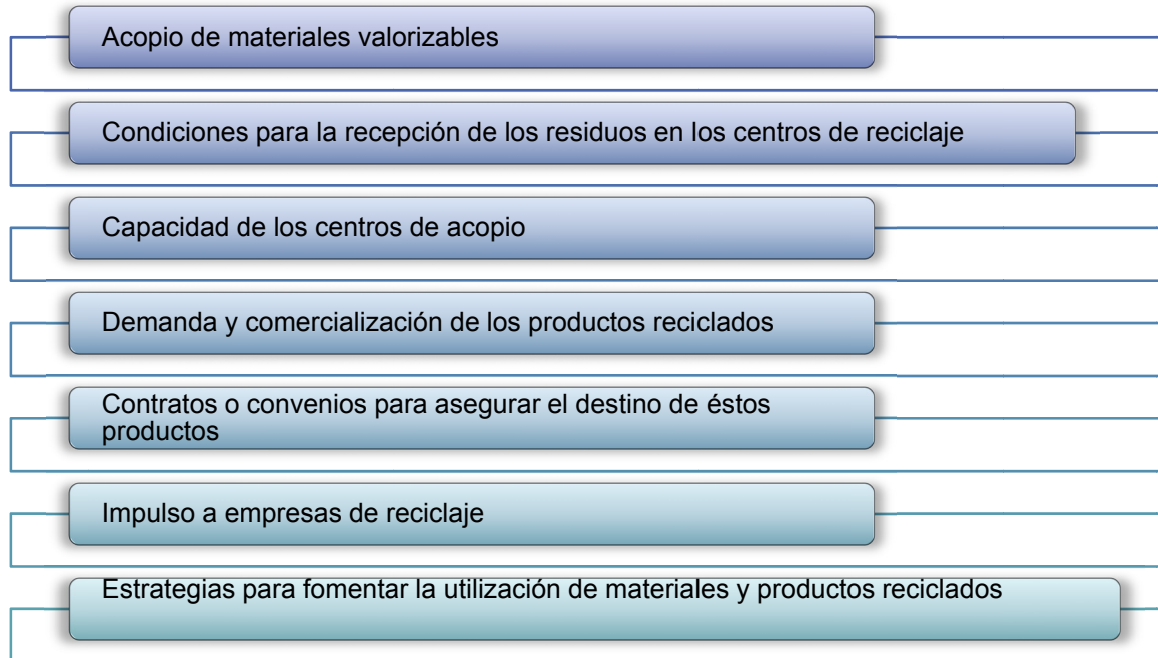 Acopio de materiales valorizables
Condiciones para la recepción de los residuos en los centros de reciclaje
Capacidad de los centros de acopio
Demanda y comercialización de los productos reciclados
Contratos o convenios para asegurar el destino de éstos
productos
Impulso a empresas de reciclaje
Estrategias para fomentar la utilización de materiales y productos reciclados